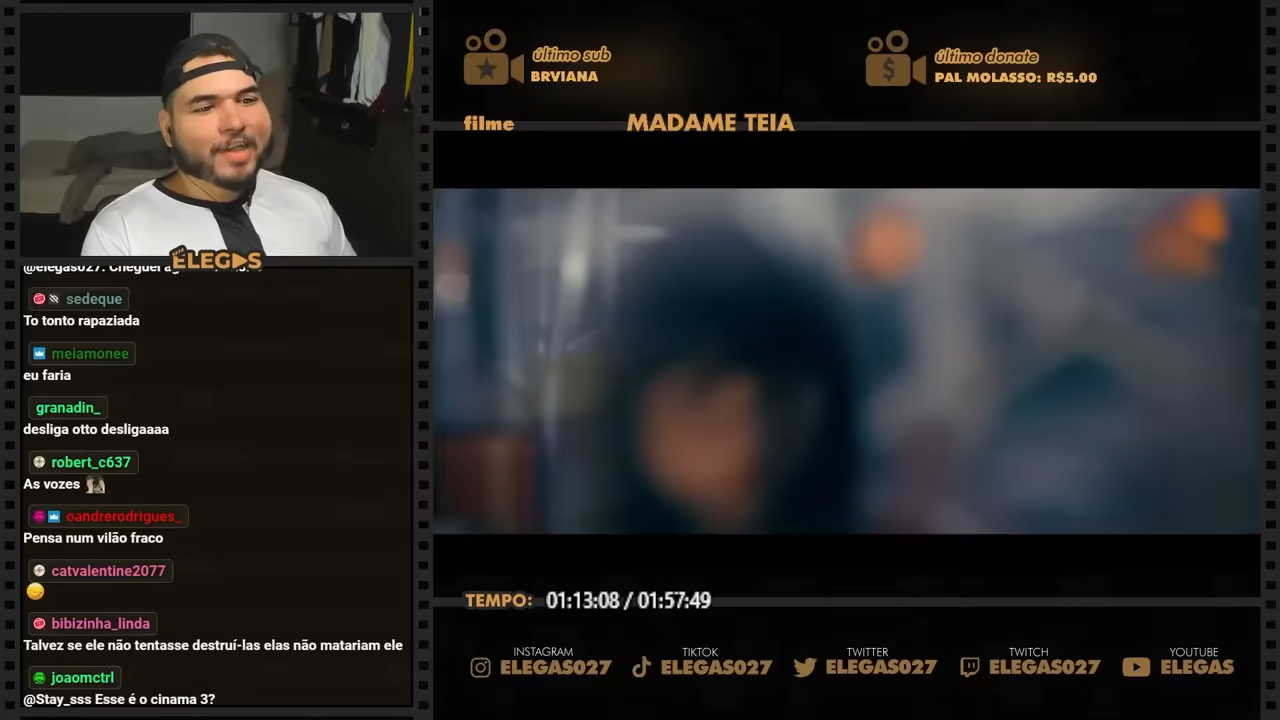 último sub
BRVIANA
último donate
PAL MOLASSO: R$5.00
filme
MADAME TEIA
ELEGAS
sedeque
To tonto rapaziada
meiamonee
eu faria
granadin_
desliga otto desligaaaa
robert_c637
As vozes
oandrerodrigues_
Pensa num vilão fraco
catvalentine2077
bibizinha_linda
Talvez se ele não tentasse destruí-las elas não matariam ele
joaomctrl
@Stay_sss Esse é o cinama 3?
TEMPO: 01:13:08 / 01:57:49
INSTAGRAM
ELEGAS027
TIKTOK
ELEGAS027
TWITTER
ELEGAS027
TWITCH
ELEGAS027
YOUTUBE
ELEGAS